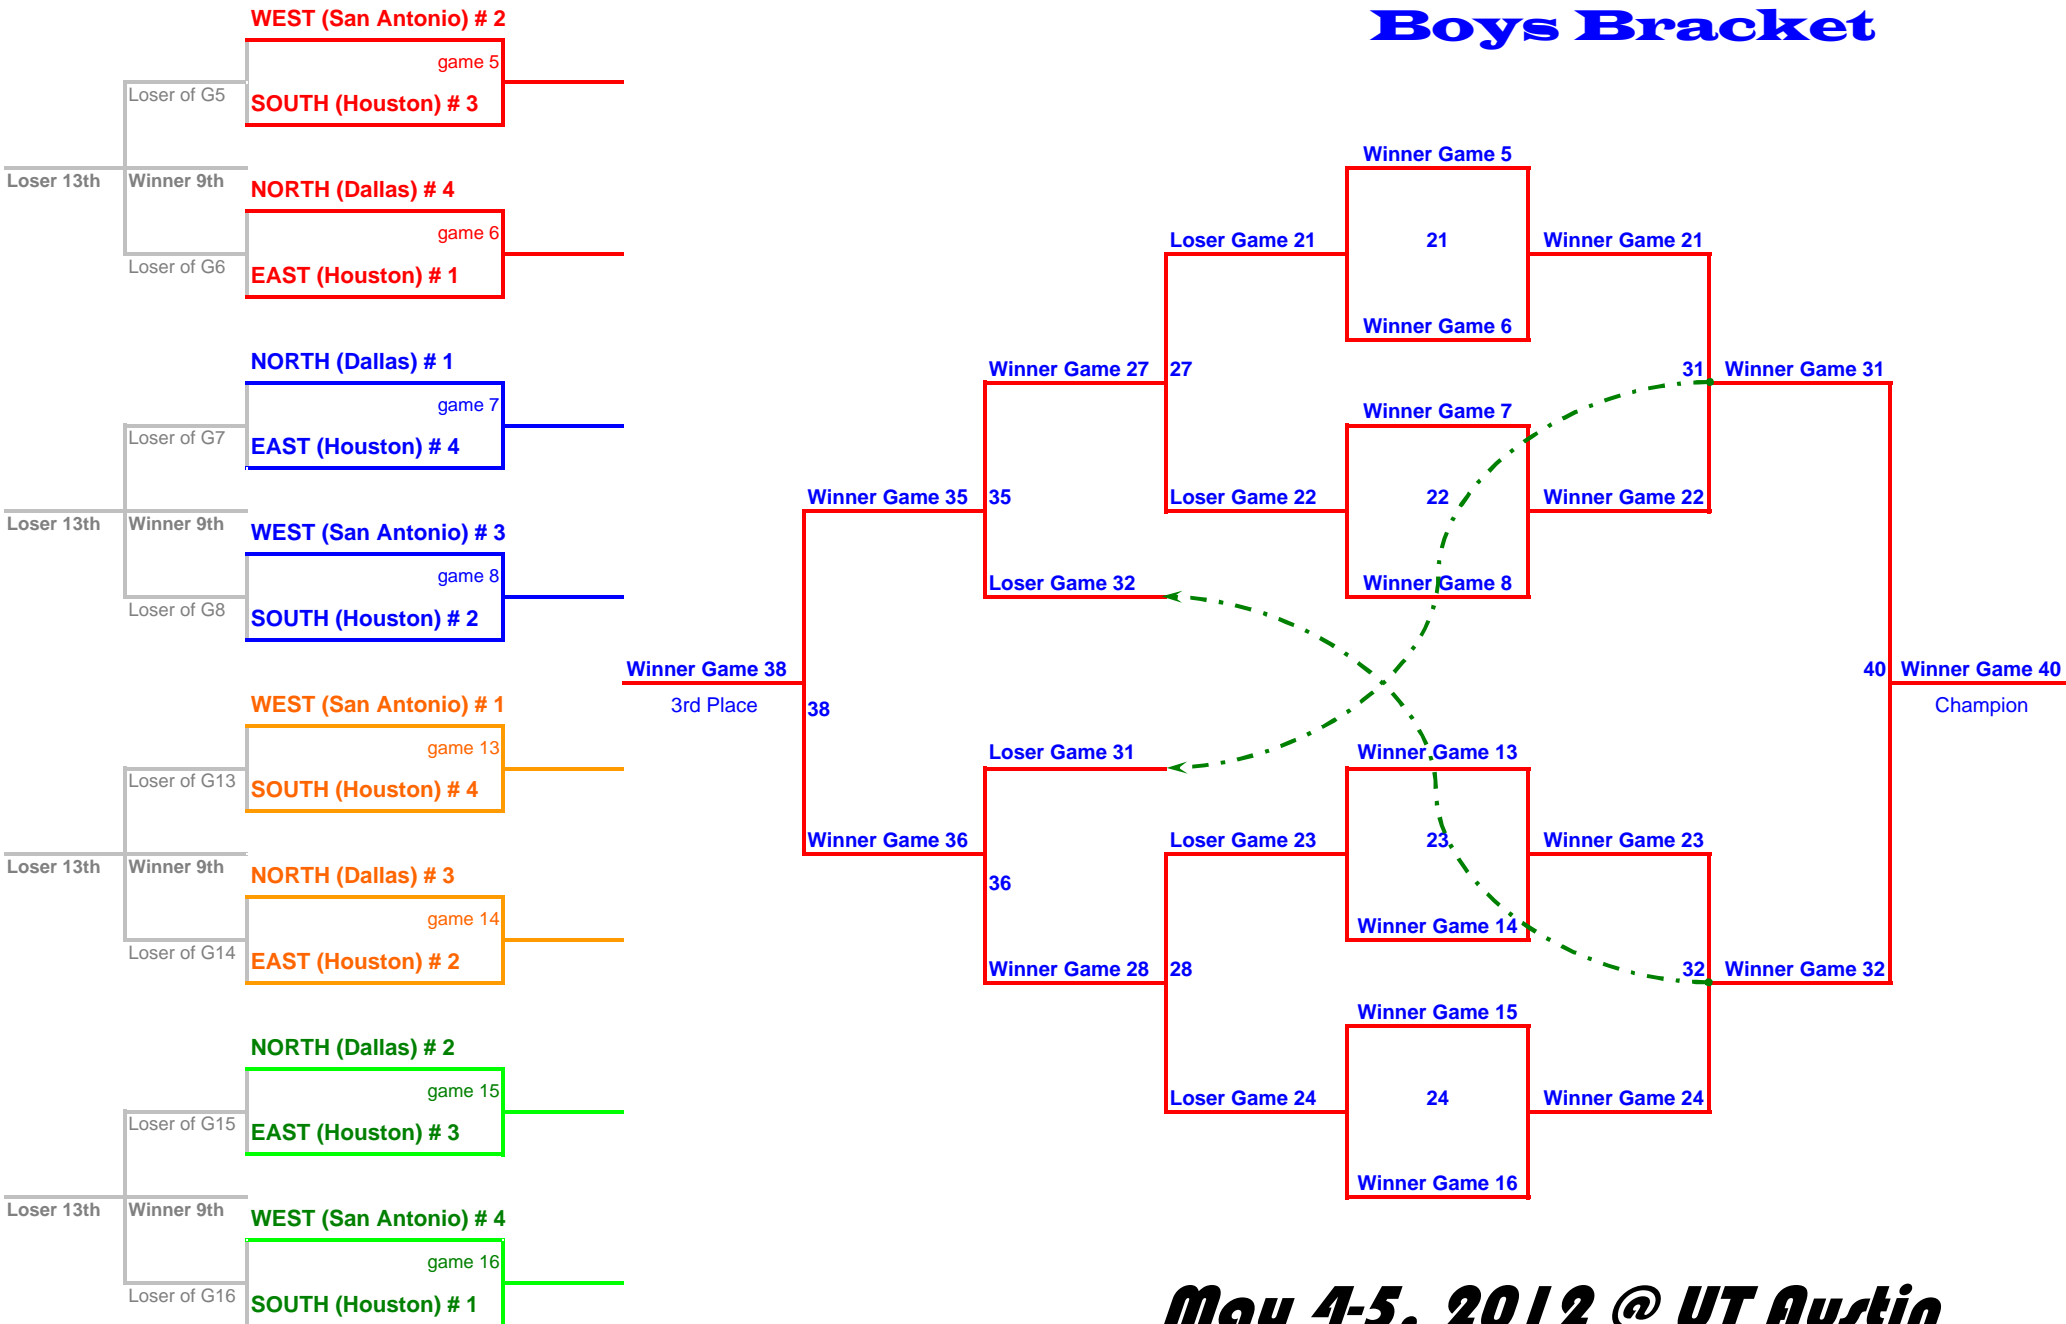 WEST (San Antonio) # 2
Boys Bracket
game 5
Loser of G5
SOUTH (Houston) # 3
Winner Game 5
Loser 13th
Winner 9th
NORTH (Dallas) # 4
game 6
Loser Game 21
21
Winner Game 21
Loser of G6
EAST (Houston) # 1
Winner Game 6
NORTH (Dallas) # 1
Winner Game 27
27
31
Winner Game 31
game 7
Winner Game 7
Loser of G7
EAST (Houston) # 4
Winner Game 35
35
Loser Game 22
22
Winner Game 22
Loser 13th
Winner 9th
WEST (San Antonio) # 3
game 8
Loser Game 32
Winner Game 8
Loser of G8
SOUTH (Houston) # 2
Winner Game 38
40
Winner Game 40
WEST (San Antonio) # 1
3rd Place
38
Champion
game 13
Loser Game 31
Winner Game 13
Loser of G13
SOUTH (Houston) # 4
Winner Game 36
Loser Game 23
23
Winner Game 23
Loser 13th
Winner 9th
NORTH (Dallas) # 3
36
game 14
Winner Game 14
Loser of G14
EAST (Houston) # 2
Winner Game 28
28
32
Winner Game 32
Winner Game 15
NORTH (Dallas) # 2
game 15
Loser Game 24
24
Winner Game 24
Loser of G15
EAST (Houston) # 3
Winner Game 16
Loser 13th
Winner 9th
WEST (San Antonio) # 4
game 16
Loser of G16
SOUTH (Houston) # 1
May 4-5, 2012 @ UT Austin